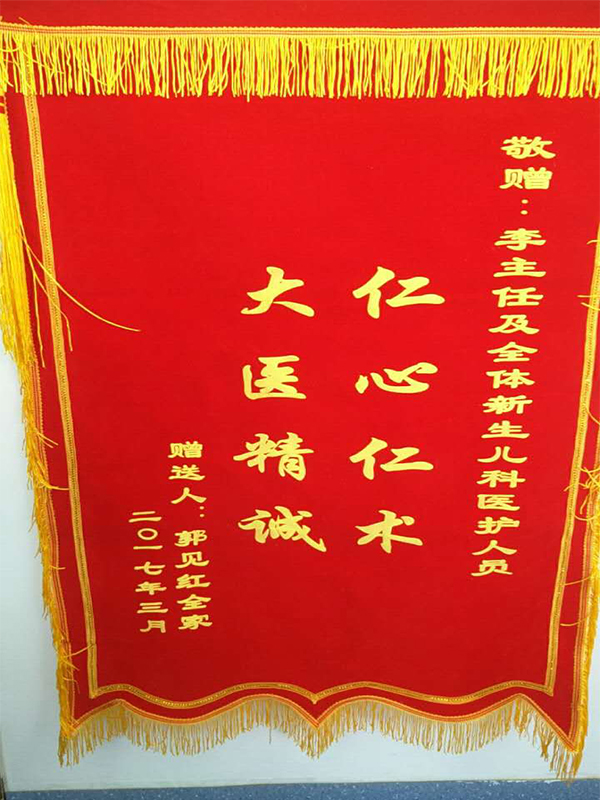 敬赠：李主任及全体新生儿科医护人员
仁心仁术
大医精诚
赠送人：郭见红全家
二〇一七年三月